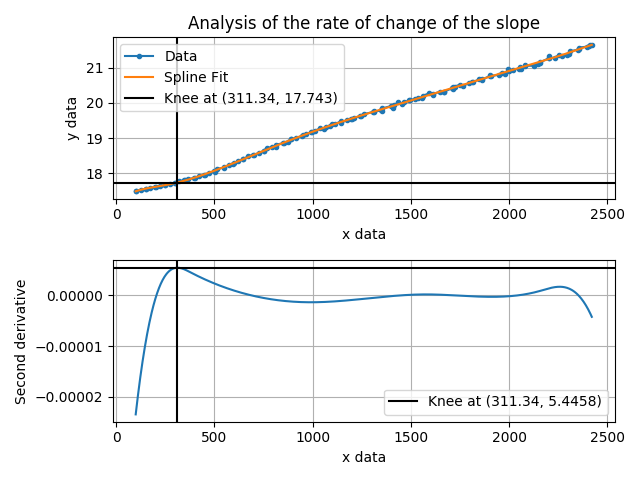 Analysis of the rate of change of the slope
Data
Spline Fit
Knee at (311.34, 17.743)
y data
21
20
19
18
0
500
1000
1500
2000
2500
x data
Second derivative
0.00000
−0.00001
−0.00002
Knee at (311.34, 5.4458)
0
500
1000
1500
2000
2500
x data